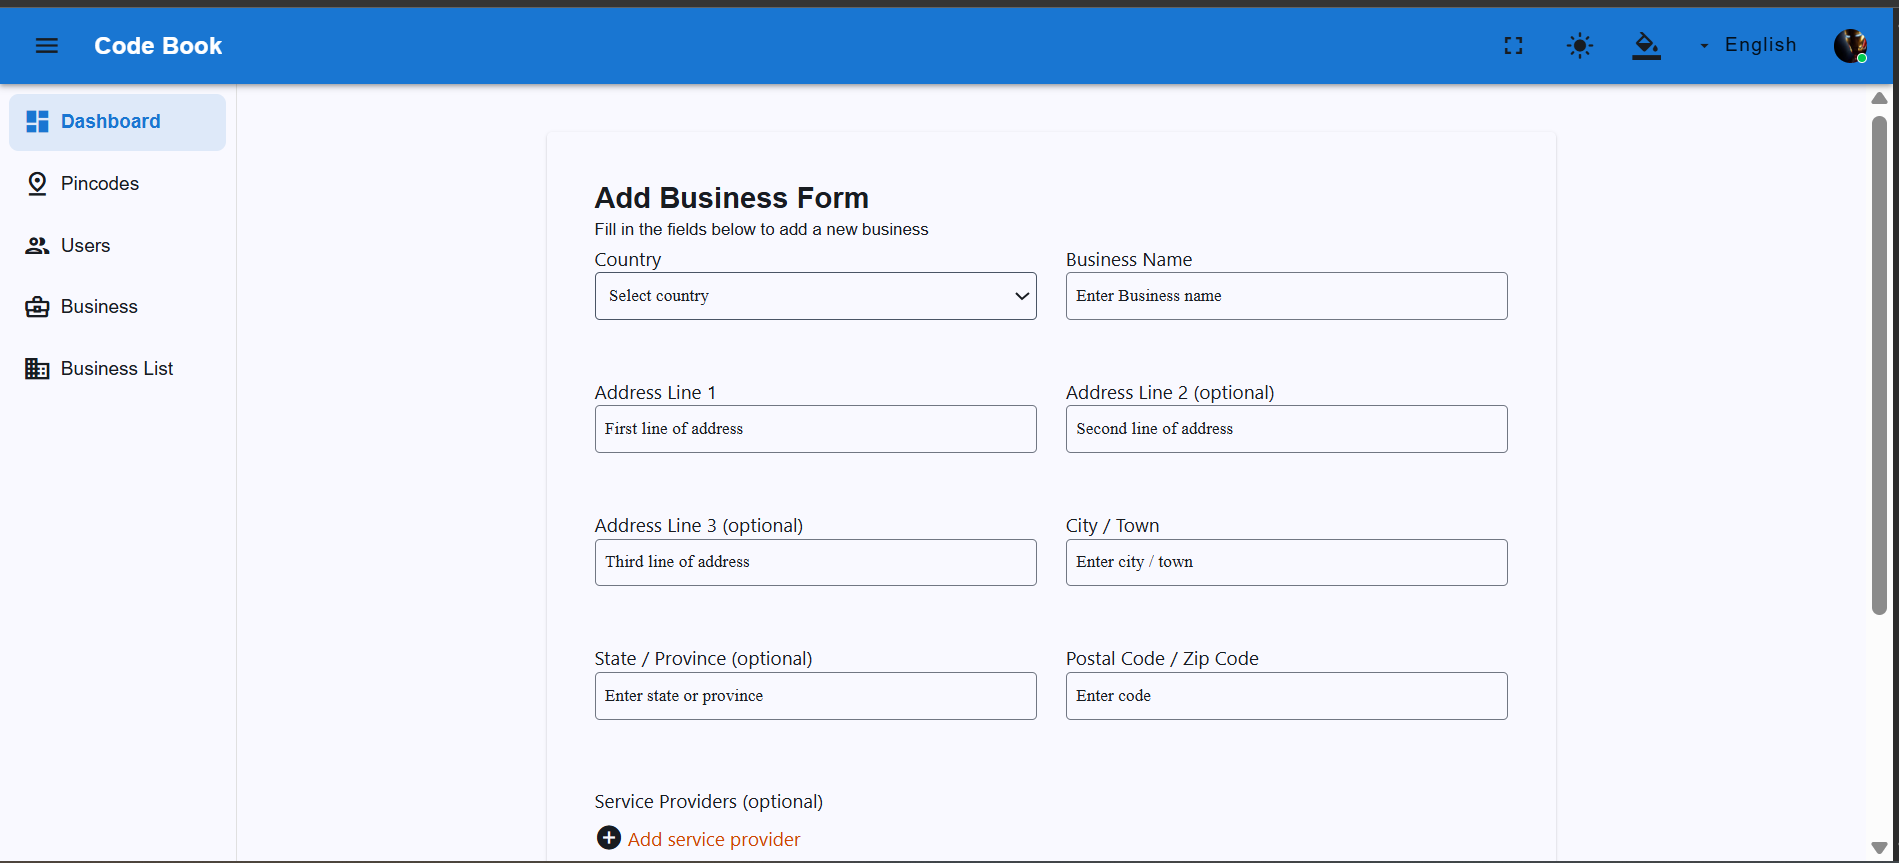 Code Book
English
Dashboard
Pincodes
Users
Business
Business List
Add Business Form
Fill in the fields below to add a new business
Country
Business Name
Select country
Enter Business name
Address Line 1
Address Line 2 (optional)
First line of address
Second line of address
Address Line 3 (optional)
City / Town
Third line of address
Enter city / town
State / Province (optional)
Postal Code / Zip Code
Enter state or province
Enter code
Service Providers (optional)
Add service provider